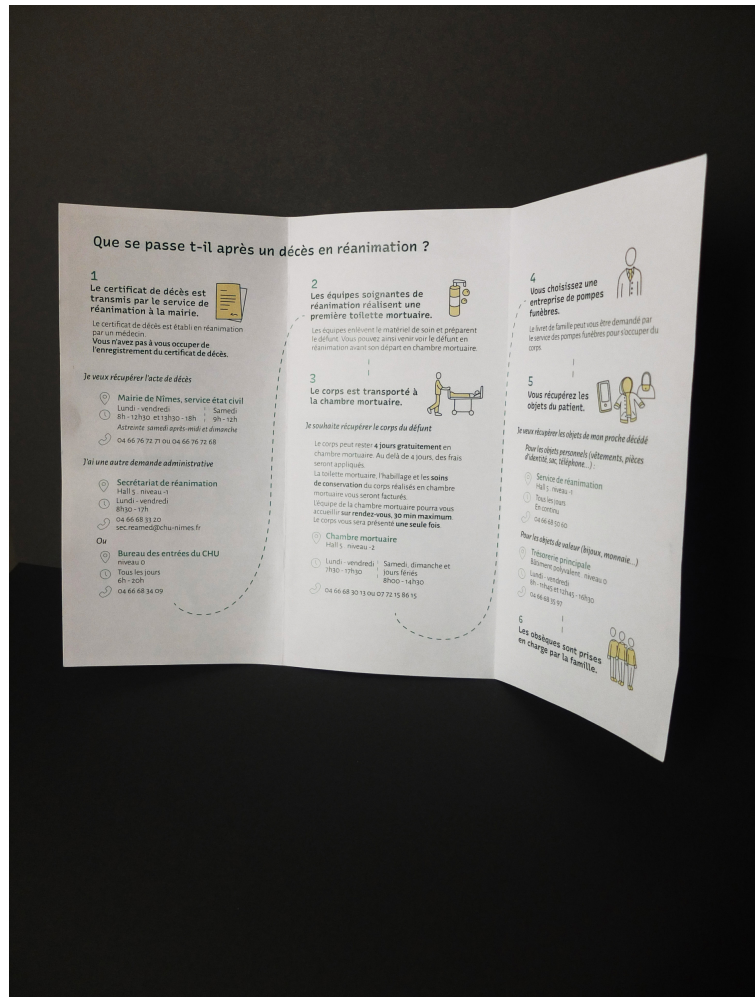 Que se passe t-il après un décès en réanimation ?
1
Le certificat de décès est
transmis par le service de
réanimation à la mairie.
Le certificat de décès est établi en réanimation
par un médecin.
Vous n'avez pas à vous occuper de
l'enregistrement du certificat de décès.
Je veux récupérer l'acte de décès
Mairie de Nîmes, service état civil
Lundi - vendredi
8h - 12h30 et 13h30 - 18h
Samedi
9h - 12h
Astreinte samedi après-midi et dimanche
04 66 76 72 71 ou 04 66 76 72 68
J'ai une autre demande administrative
Secrétariat de réanimation
Hall 5 . niveau -1
Lundi - vendredi
8h30 - 17h
04 66 68 33 20
sec.reamed@chu-nimes.fr
Ou
Bureau des entrées du CHU
niveau 0
Tous les jours
6h - 20h
04 66 68 34 09
2
Les équipes soignantes de
réanimation réalisent une
première toilette mortuaire.
Les équipes enlèvent le matériel de soin et préparent
le défunt. Vous pouvez ainsi venir voir le défunt en
réanimation avant son départ en chambre mortuaire.
3
Le corps est transporté à
la chambre mortuaire.
Je souhaite récupérer le corps du défunt
Le corps peut rester 4 jours gratuitement en
chambre mortuaire. Au delà de 4 jours, des frais
seront appliqués.
La toilette mortuaire, l'habillage et les soins
de conservation du corps réalisés en chambre
mortuaire vous seront facturés.
L'équipe de la chambre mortuaire pourra vous
accueillir sur rendez-vous, 30 min maximum.
Le corps vous sera présenté une seule fois.
Chambre mortuaire
Hall 5 . niveau -2
Lundi - vendredi
7h30 - 17h30
Samedi, dimanche et
jours fériés
8h00 - 14h30
04 66 68 30 13 ou 07 72 15 86 15
4
Vous choisissez une
entreprise de pompes
funèbres.
Le livret de famille peut vous être demandé par
le service des pompes funèbres pour s'occuper du
corps.
5
Vous récupérez les
objets du patient.
Je veux récupérer les objets de mon proche décédé
Pour les objets personnels (vêtements, pièces
d'identité, sac, téléphone...) :
Service de réanimation
Hall 5 . niveau -1
Tous les jours
En continu
04 66 68 50 60
Pour les objets de valeur (bijoux, monnaie...)
Trésorerie principale
Bâtiment polyvalent . niveau 0
Lundi - vendredi
8h - 11h45 et 12h45 - 16h30
04 66 68 35 97
6
Les obsèques sont prises
en charge par la famille.